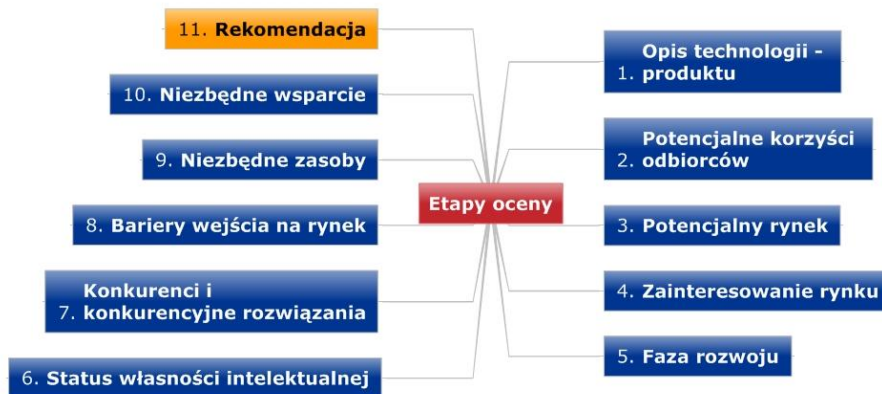 Etapy oceny
1. Opis technologii -
produktu
2. Potencjalne korzyści
odbiorców
3. Potencjalny rynek
4. Zainteresowanie rynku
5. Faza rozwoju
6. Status własności intelektualnej
7. Konkurenci i
konkurencyjne rozwiązania
8. Bariery wejścia na rynek
9. Niezbędne zasoby
10. Niezbędne wsparcie
11. Rekomendacja